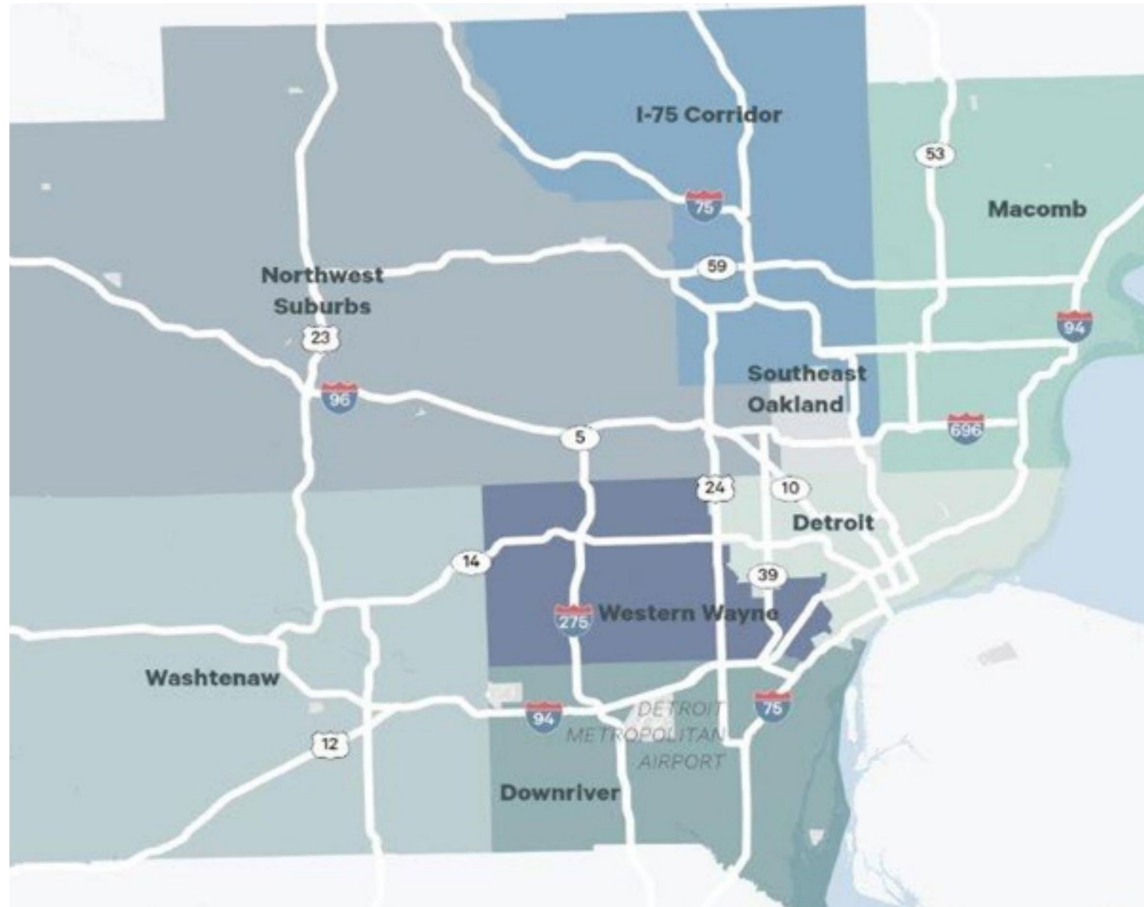 I-75 Corridor
53
75
Macomb
59
Northwest
Suburbs
23
94
Southeast
Oakland
96
5
696
24
10
Detroit
14
39
275
Western Wayne
Washtenaw
75
94
DETROIT
METROPOLITAN
AIRPORT
12
Downriver